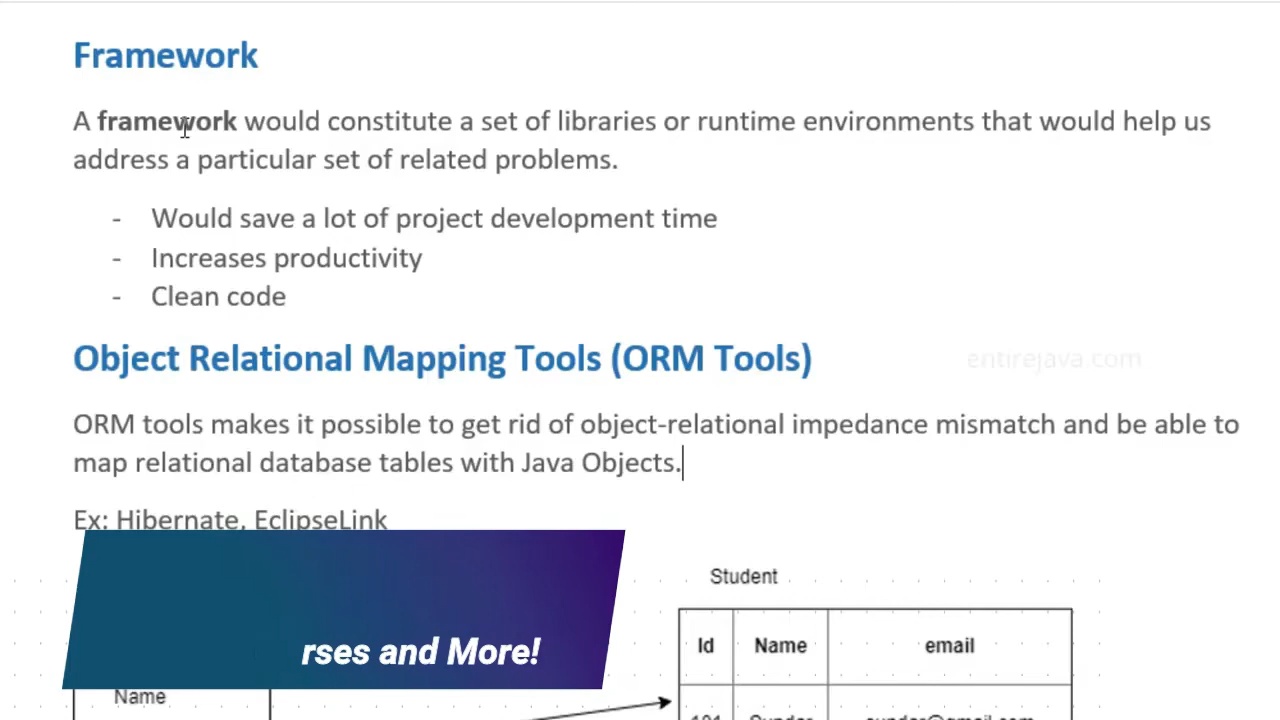 Framework
A framework would constitute a set of libraries or runtime environments that would help us
address a particular set of related problems.
- Would save a lot of project development time
- Increases productivity
- Clean code
Object Relational Mapping Tools (ORM Tools)
entirejava.com
ORM tools makes it possible to get rid of object-relational impedance mismatch and be able to
map relational database tables with Java Objects.
Ex: Hibernate, EclipseLink
Student
rses and More!
Id Name email
Name